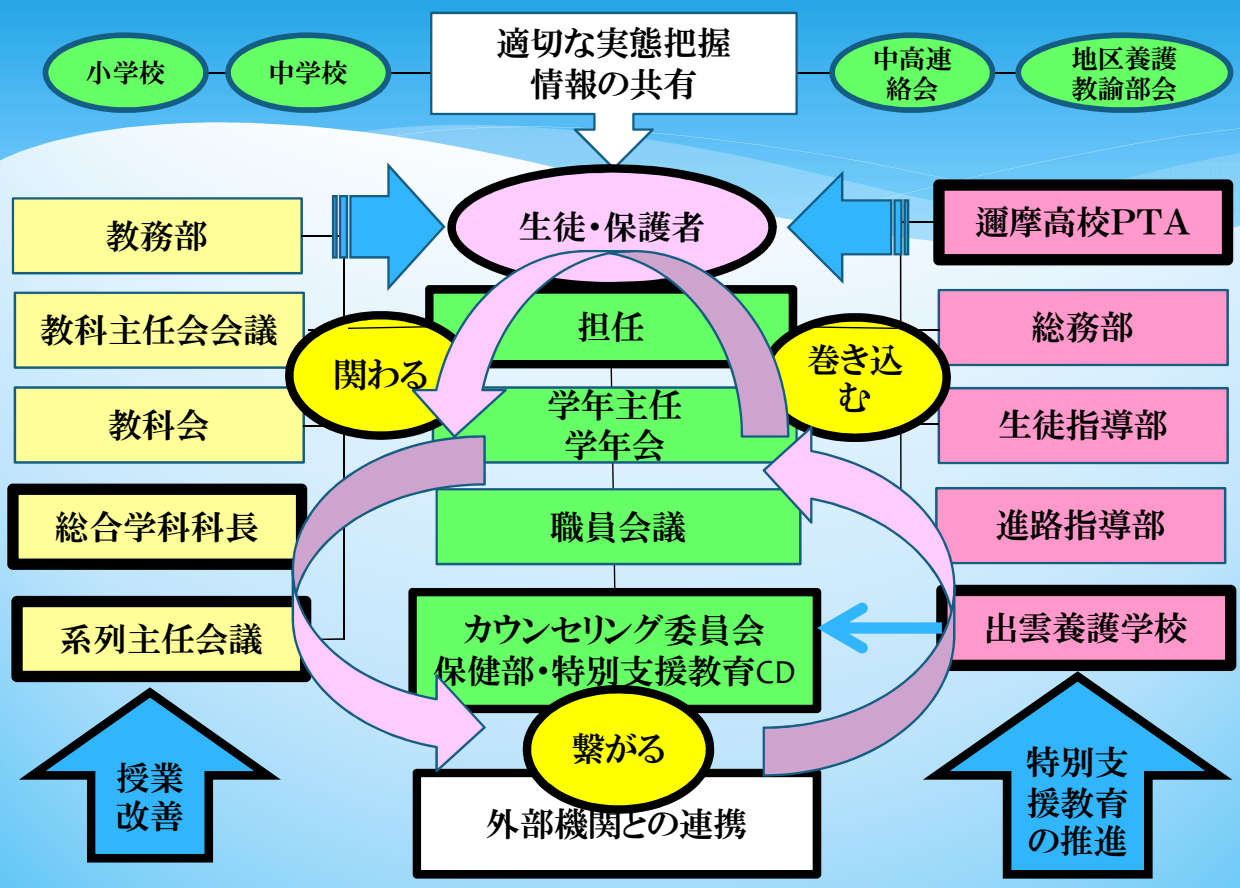 小学校
中学校
適切な実態把握
情報の共有
中高連
絡会
地区養護
教諭部会
生徒・保護者
教務部
教科主任会会議
教科会
総合学科科長
系列主任会議
関わる
担任
学年主任
学年会
職員会議
カウンセリング委員会
保健部・特別支援教育CD
繋がる
外部機関との連携
巻き込
む
邇摩高校PTA
総務部
生徒指導部
進路指導部
出雲養護学校
授業
改善
特別支
援教育
の推進